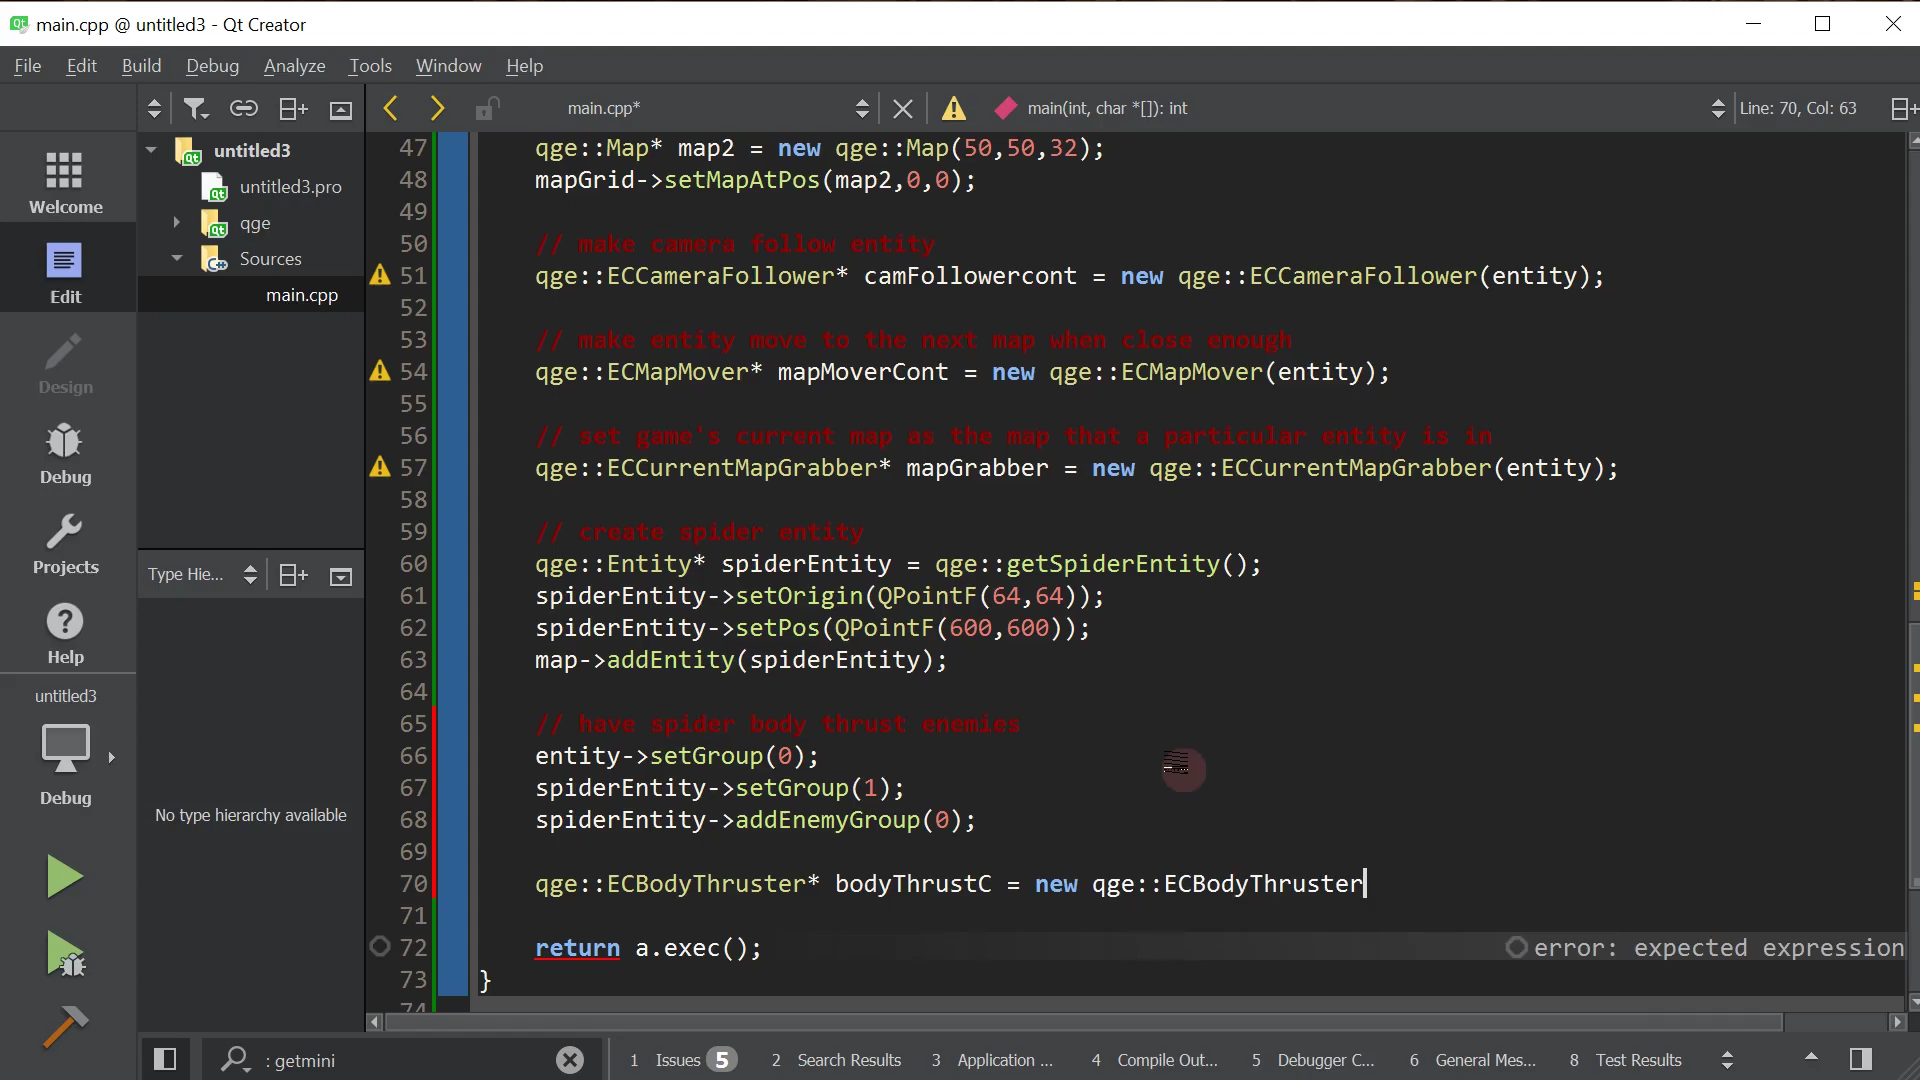 main.cpp @ untitled3 - Qt Creator
File Edit Build Debug Analyze Tools Window Help
main.cpp* main(int, char *[]): int Line: 70, Col: 63
Welcome
Edit
Design
Debug
Projects
Help
untitled3
Debug
untitled3
untitled3.pro
qge
Sources
main.cpp
Type Hie...
No type hierarchy available
47 qge::Map* map2 = new qge::Map(50,50,32);
48 mapGrid->setMapAtPos(map2,0,0);
49
50 // make camera follow entity
51 qge::ECCameraFollower* camFollowercont = new qge::ECCameraFollower(entity);
52
53 // make entity move to the next map when close enough
54 qge::ECMapMover* mapMoverCont = new qge::ECMapMover(entity);
55
56 // set game's current map as the map that a particular entity is in
57 qge::ECCurrentMapGrabber* mapGrabber = new qge::ECCurrentMapGrabber(entity);
58
59 // create spider entity
60 qge::Entity* spiderEntity = qge::getSpiderEntity();
61 spiderEntity->setOrigin(QPointF(64,64));
62 spiderEntity->setPos(QPointF(600,600));
63 map->addEntity(spiderEntity);
64
65 // have spider body thrust enemies
66 entity->setGroup(0);
67 spiderEntity->setGroup(1);
68 spiderEntity->addEnemyGroup(0);
69
70 qge::ECBodyThruster* bodyThrustC = new qge::ECBodyThruster
71
72 return a.exec(); error: expected expression
73 }
74
: getmini
1 Issues 5 2 Search Results 3 Application ... 4 Compile Out... 5 Debugger C... 6 General Mes... 8 Test Results